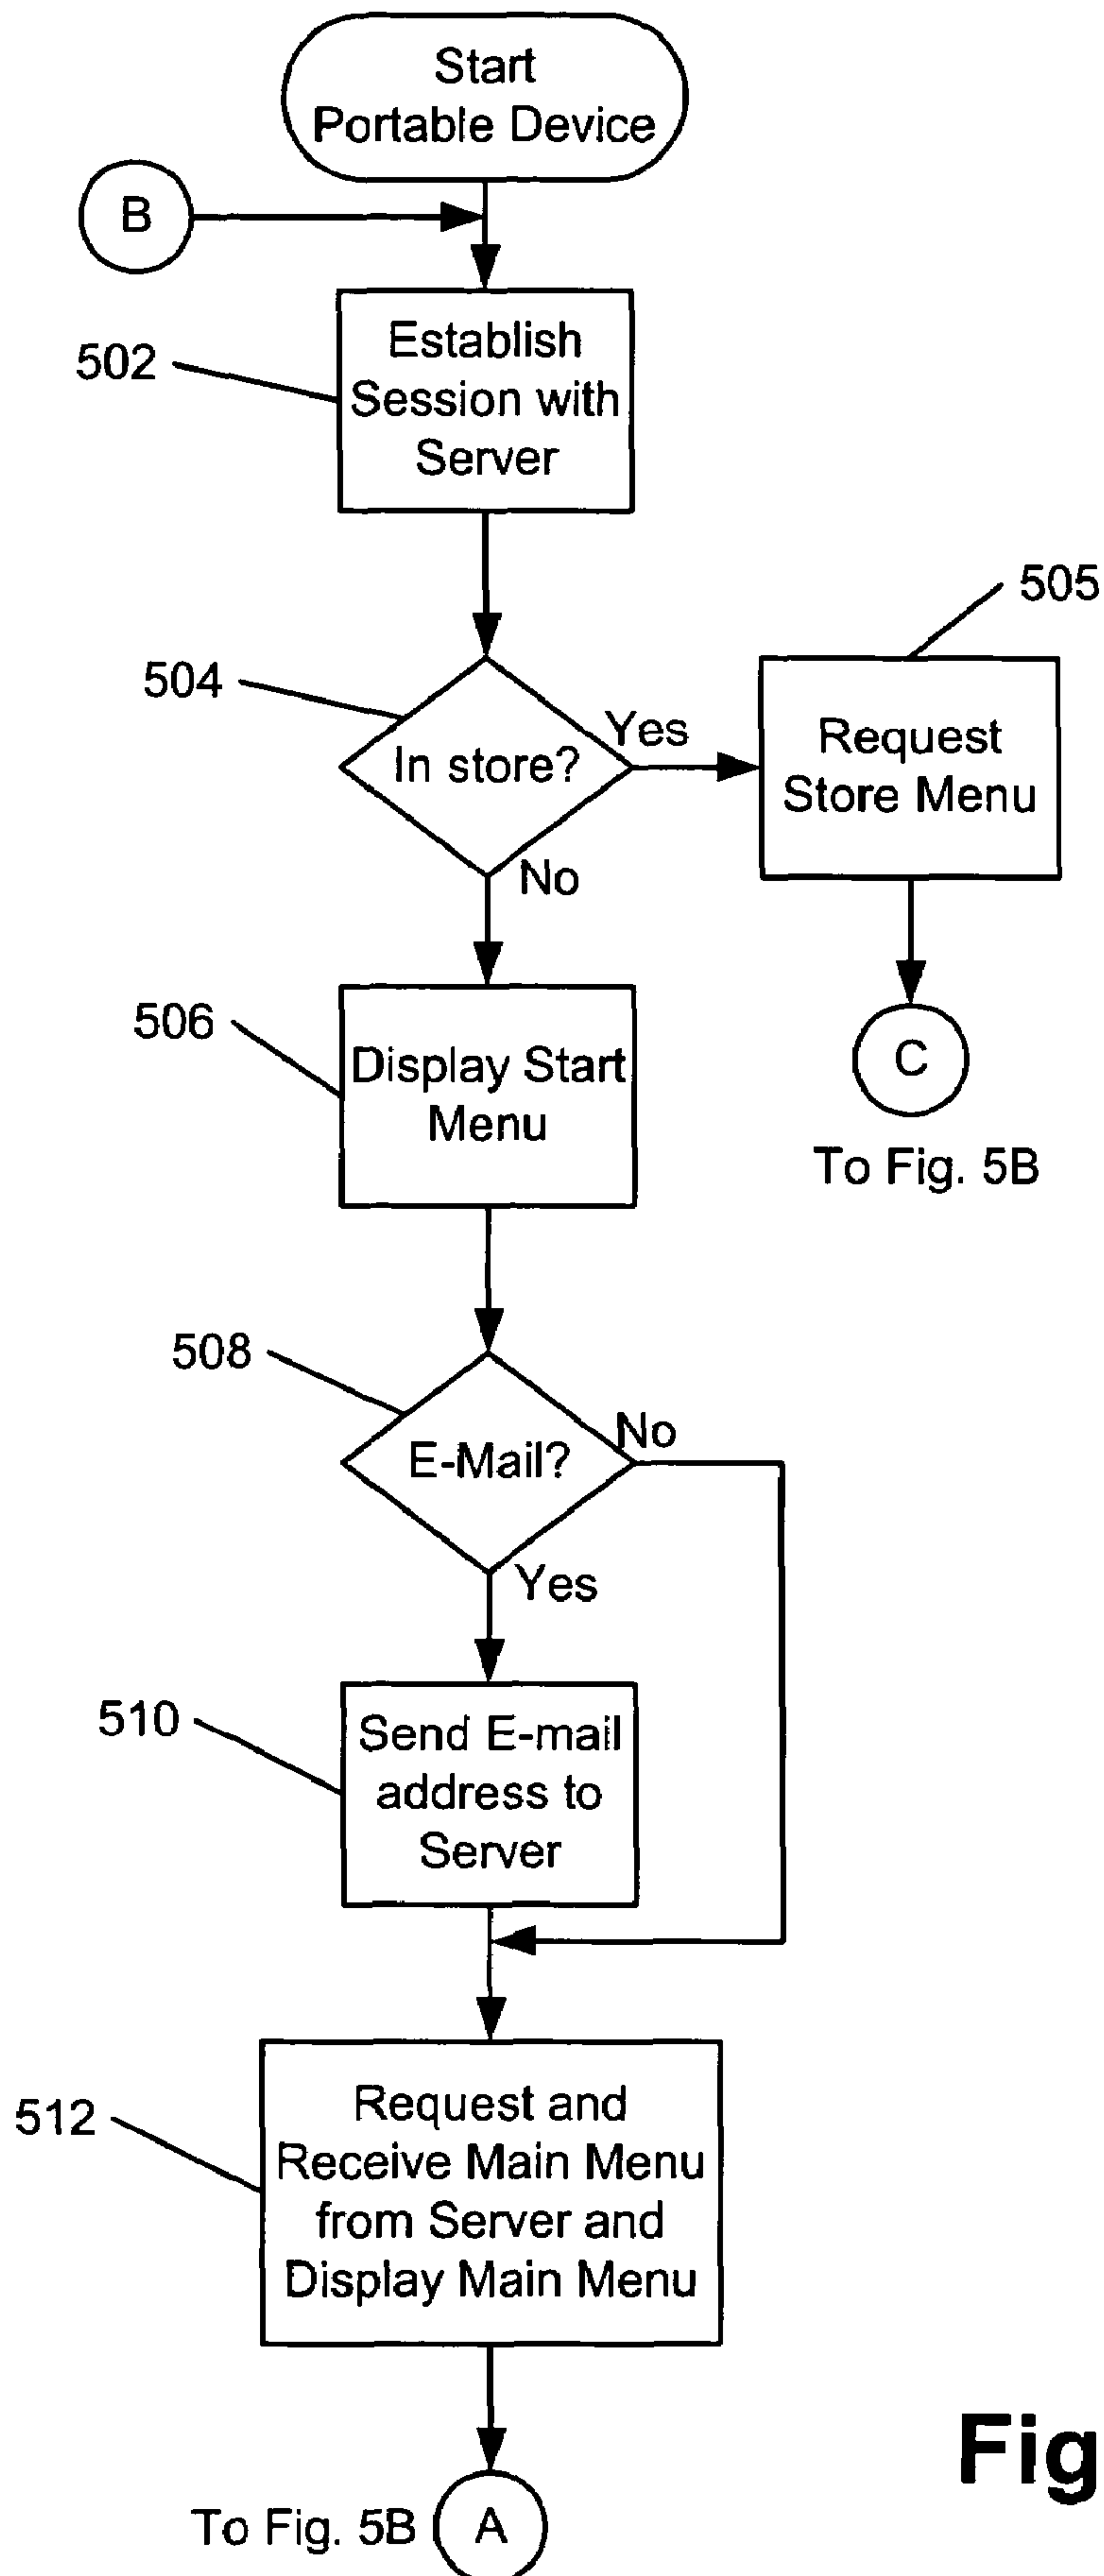 Start
Portable Device
B
502
Establish
Session with
Server
505
504
In store?
Yes
Request
Store Menu
No
506
Display Start
Menu
C
To Fig. 5B
508
E-Mail?
No
Yes
510
Send E-mail
address to
Server
512
Request and
Receive Main Menu
from Server and
Display Main Menu
Fig
To Fig. 5B
A